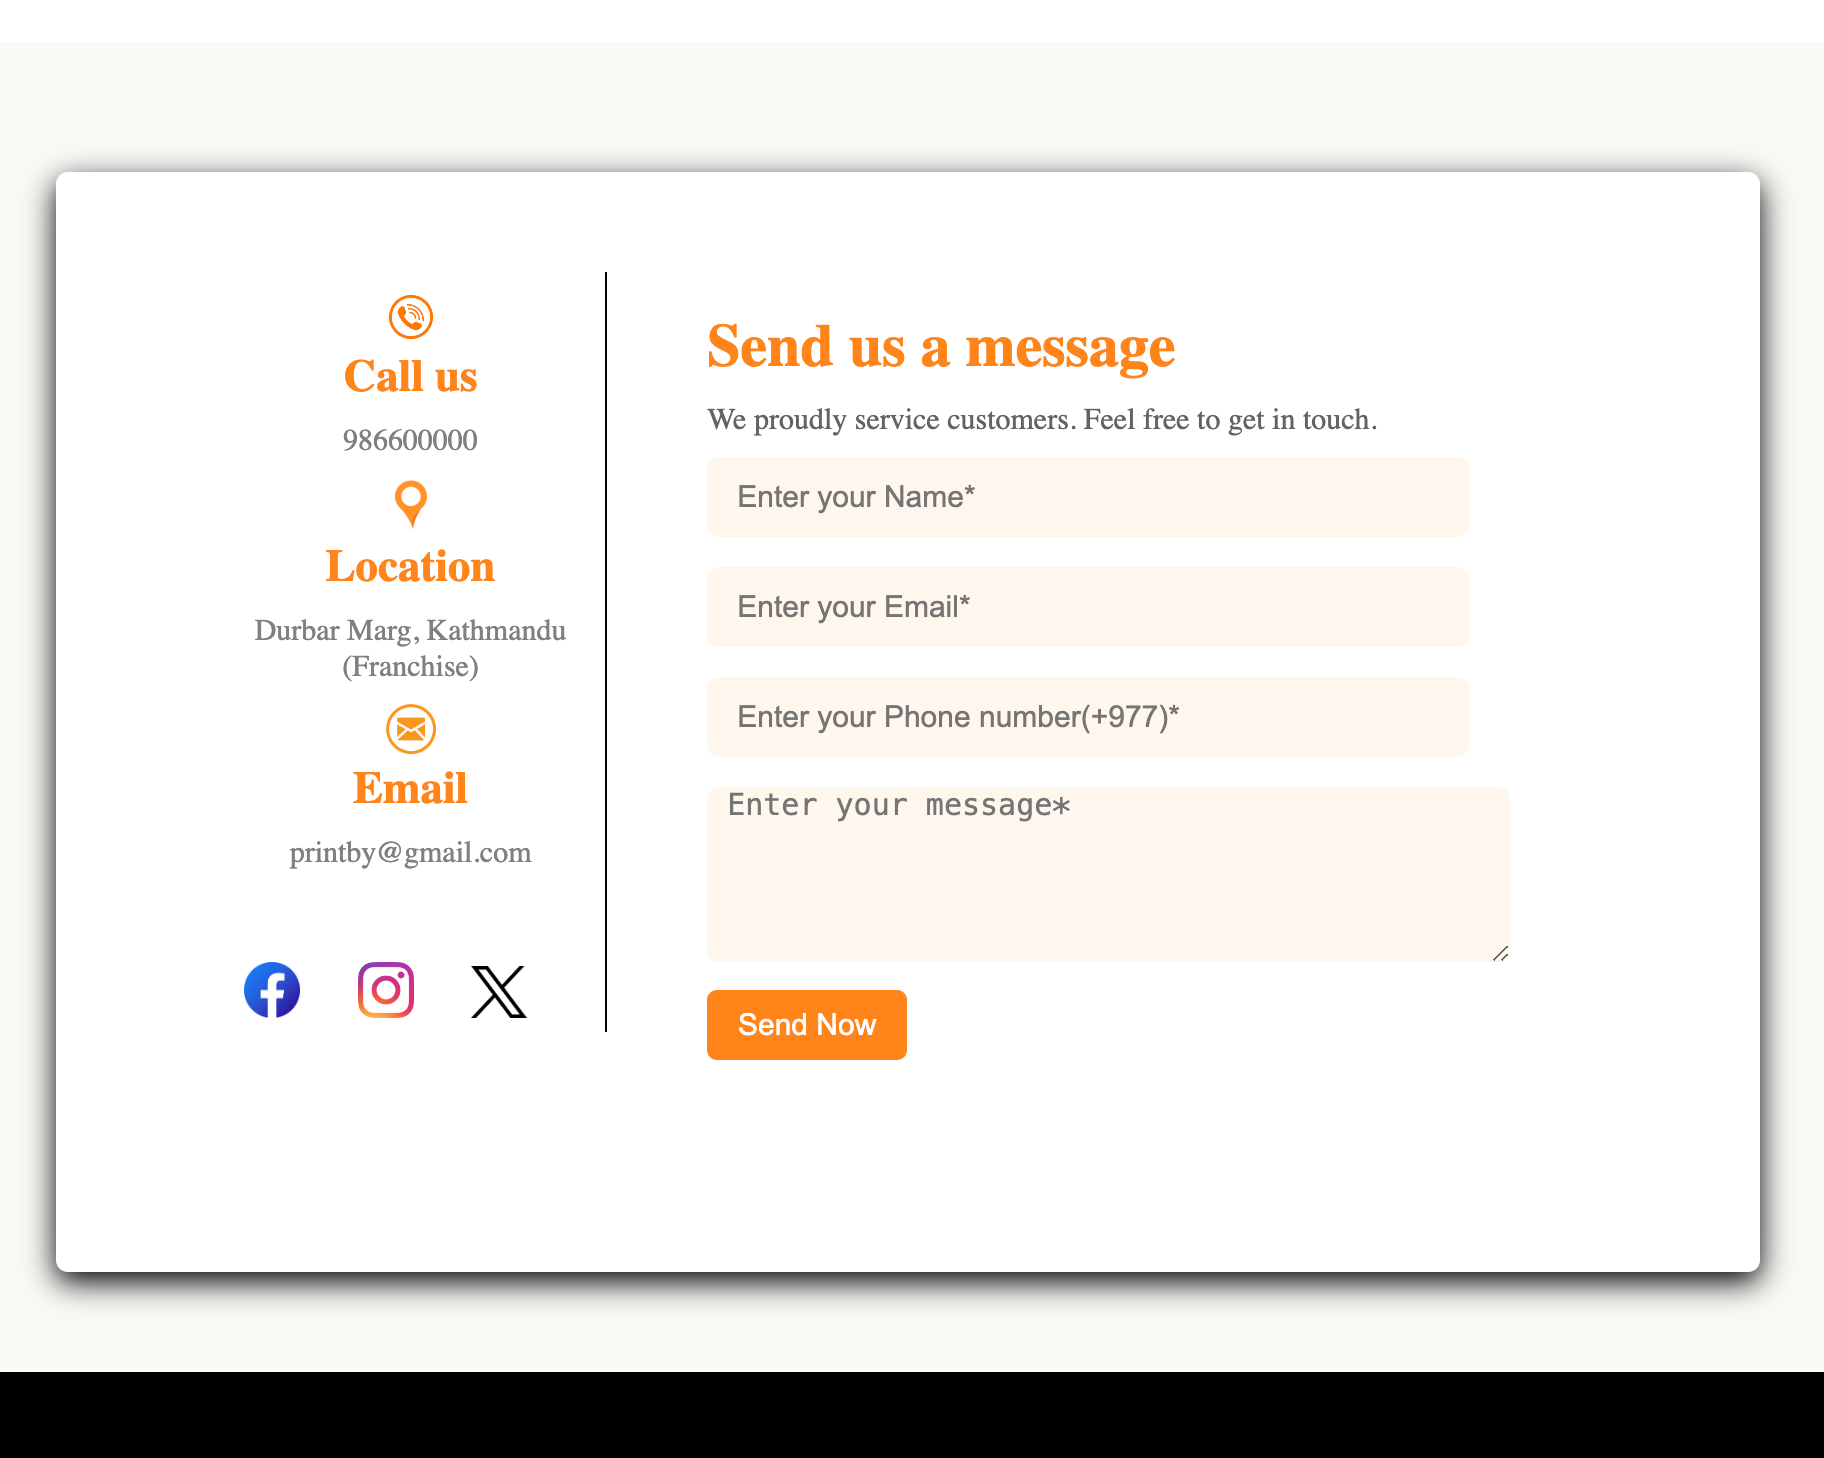 Call us
986600000
Location
Durbar Marg, Kathmandu
(Franchise)
Email
printby@gmail.com
Send us a message
We proudly service customers. Feel free to get in touch.
Enter your Name*
Enter your Email*
Enter your Phone number(+977)*
Enter your message*
Send Now